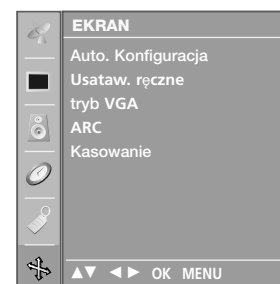 EKRAN
Auto. Konfiguracja
Usataw. ręczne
tryb VGA
ARC
Kasowanie
▲▼ ◄► OK MENU